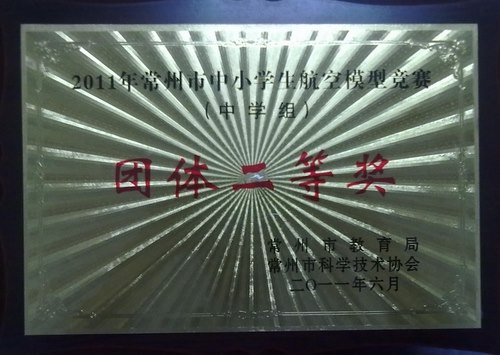 2011年常州市中小学生航空模型竞赛
（中学组）
团体二等奖
常州市教育局
常州市科学技术协会
二〇一一年六月